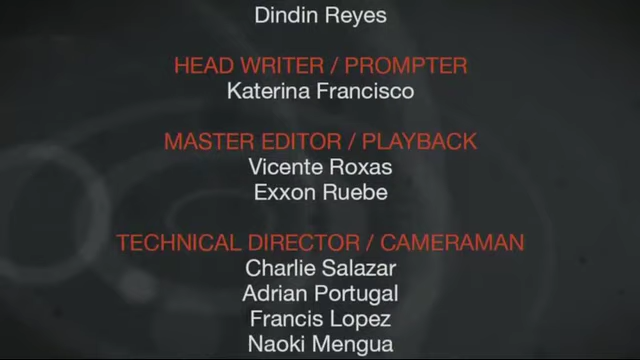 Dindin Reyes
HEAD WRITER / PROMPTER
Katerina Francisco
MASTER EDITOR / PLAYBACK
Vicente Roxas
Exxon Ruebe
TECHNICAL DIRECTOR / CAMERAMAN
Charlie Salazar
Adrian Portugal
Francis Lopez
Naoki Mengua